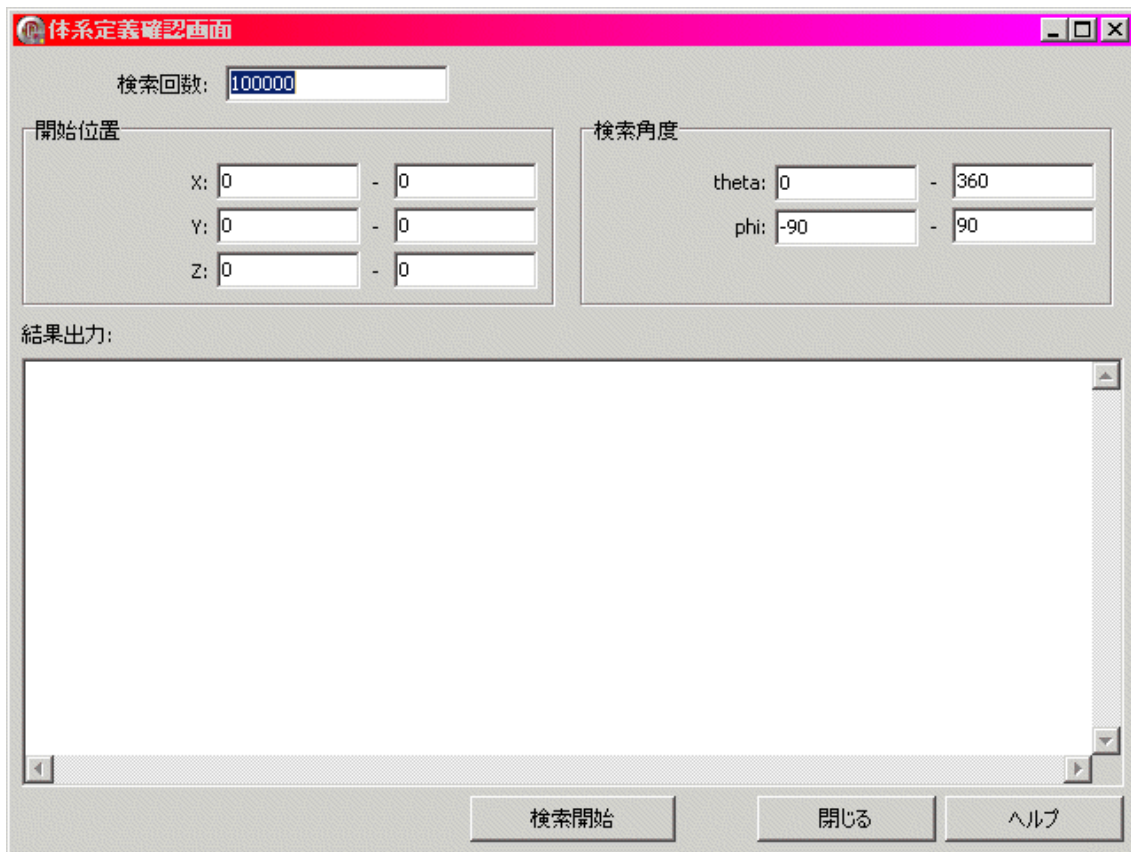 体系定義確認画面
検索回数: 100000
開始位置
X: 0 - 0
Y: 0 - 0
Z: 0 - 0
検索角度
theta: 0 - 360
phi: -90 - 90
結果出力:
検索開始 閉じる ヘルプ